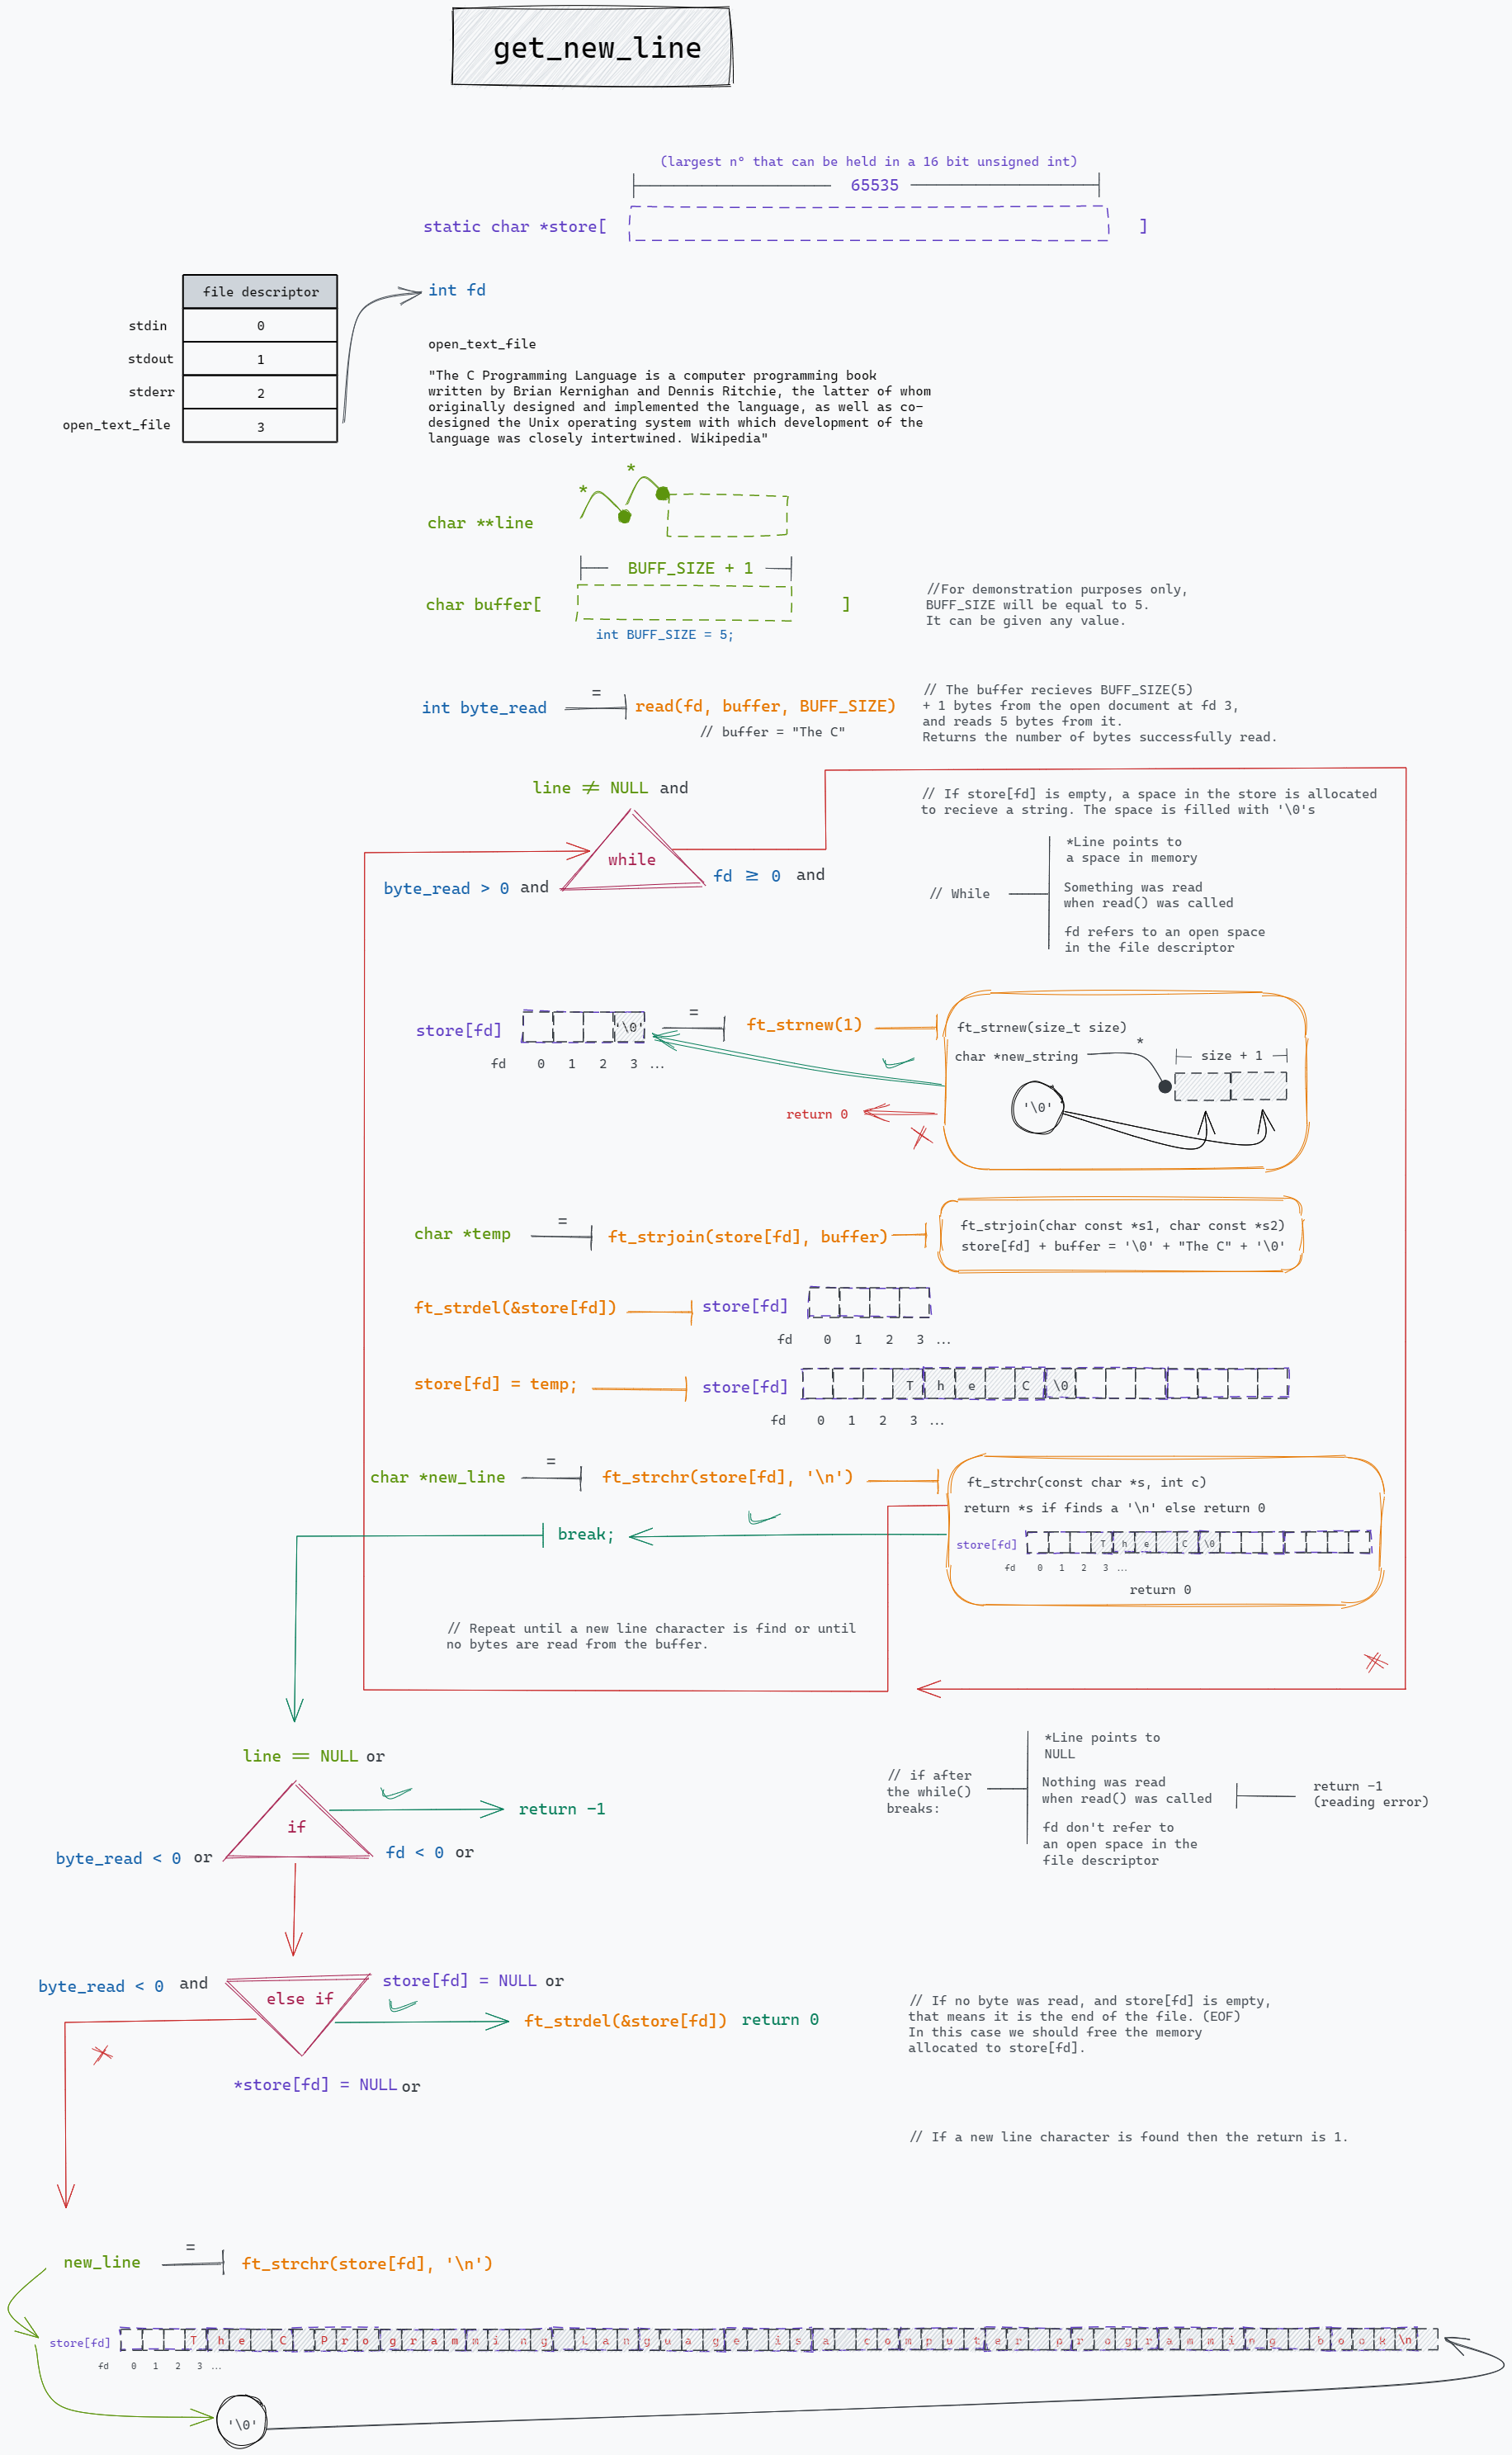 get_new_line
(largest nº that can be held in a 16 bit unsigned int)
65535
static char *store[ ]
file descriptor
stdin 0
stdout 1
stderr 2
open_text_file 3
int fd
open_text_file
"The C Programming Language is a computer programming book
written by Brian Kernighan and Dennis Ritchie, the latter of whom
originally designed and implemented the language, as well as co-
designed the Unix operating system with which development of the
language was closely intertwined. Wikipedia"
* *
char **line
BUFF_SIZE + 1
char buffer[ ]
int BUFF_SIZE = 5;
//For demonstration purposes only,
BUFF_SIZE will be equal to 5.
It can be given any value.
int byte_read = read(fd, buffer, BUFF_SIZE)
// buffer = "The C"
// The buffer recieves BUFF_SIZE(5)
+ 1 bytes from the open document at fd 3,
and reads 5 bytes from it.
Returns the number of bytes successfully read.
line ≠ NULL and
while
byte_read > 0 and
fd ≥ 0 and
// If store[fd] is empty, a space in the store is allocated
to recieve a string. The space is filled with '\0's
// While
*Line points to
a space in memory
Something was read
when read() was called
fd refers to an open space
in the file descriptor
store[fd] '\0' = ft_strnew(1)
fd 0 1 2 3 ...
return 0
ft_strnew(size_t size)
char *new_string * size + 1
'\0'
char *temp = ft_strjoin(store[fd], buffer)
ft_strjoin(char const *s1, char const *s2)
store[fd] + buffer = '\0' + "The C" + '\0'
ft_strdel(&store[fd]) store[fd]
fd 0 1 2 3 ...
store[fd] = temp; store[fd] T h e C \0
fd 0 1 2 3 ...
char *new_line = ft_strchr(store[fd], '\n')
break;
ft_strchr(const char *s, int c)
return *s if finds a '\n' else return 0
store[fd] T h e C \0
fd 0 1 2 3 ...
return 0
// Repeat until a new line character is find or until
no bytes are read from the buffer.
line == NULL or
if
return -1
byte_read < 0 or
fd < 0 or
// if after
the while()
breaks:
*Line points to
NULL
Nothing was read
when read() was called
fd don't refer to
an open space in the
file descriptor
return -1
(reading error)
byte_read < 0 and
else if
store[fd] = NULL or
ft_strdel(&store[fd]) return 0
*store[fd] = NULL or
// If no byte was read, and store[fd] is empty,
that means it is the end of the file. (EOF)
In this case we should free the memory
allocated to store[fd].
// If a new line character is found then the return is 1.
new_line = ft_strchr(store[fd], '\n')
store[fd] T h e C P r o g r a m m i n g l a n g u a g e i s a c o m p u t e r p r o g r a m m i n g b o o k \n
fd 0 1 2 3 ...
'\0'